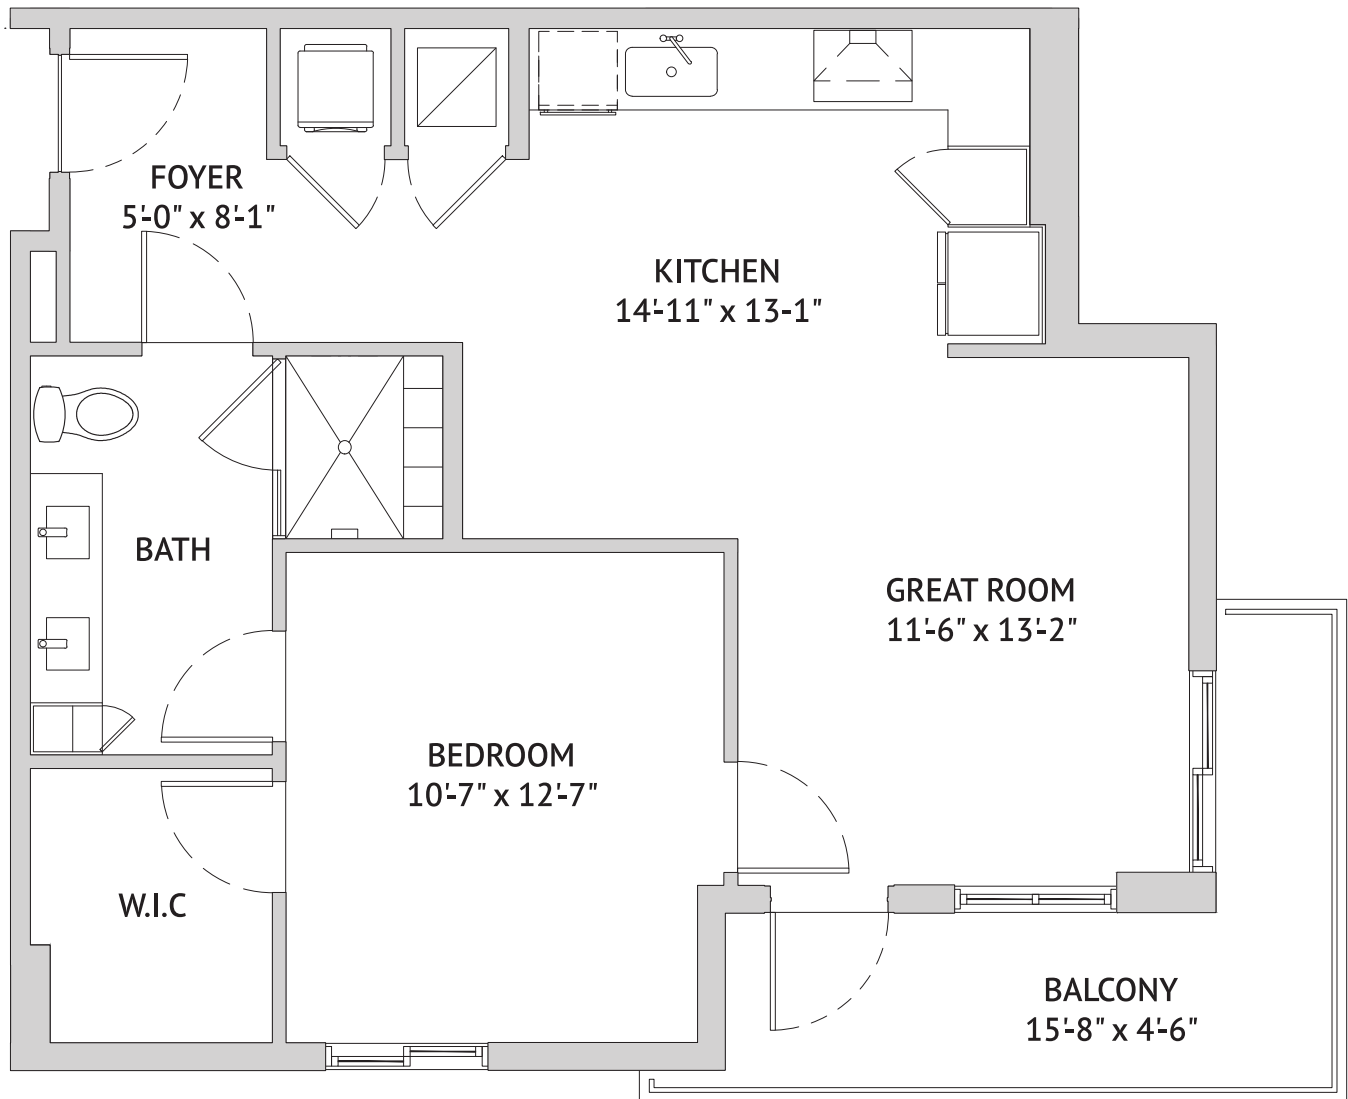 FOYER
5'-0" x 8'-1"
KITCHEN
14'-11" x 13-1"
BATH
GREAT ROOM
11'-6" x 13'-2"
BEDROOM
10'-7" x 12'-7"
W.I.C
BALCONY
15'-8" x 4'-6"